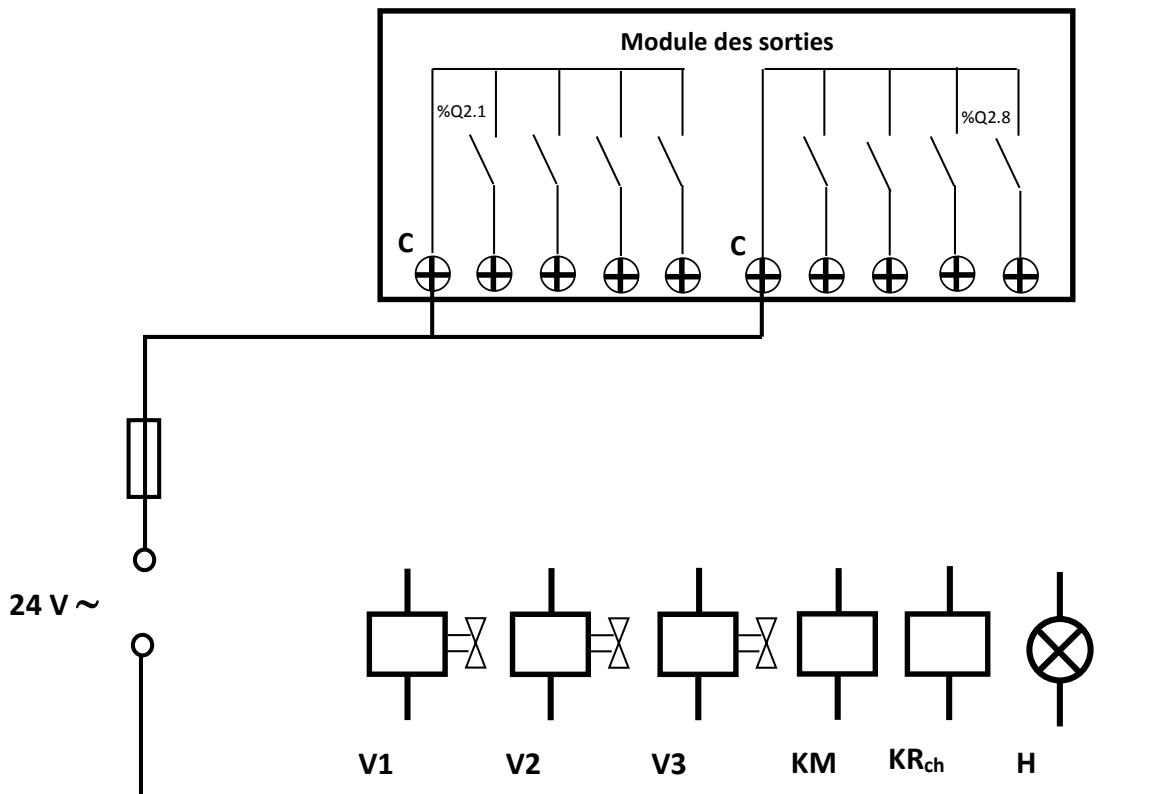 Module des sorties
%Q2.1
%Q2.8
C
C
24 V ~
V1
V2
V3
KM
KRch
H